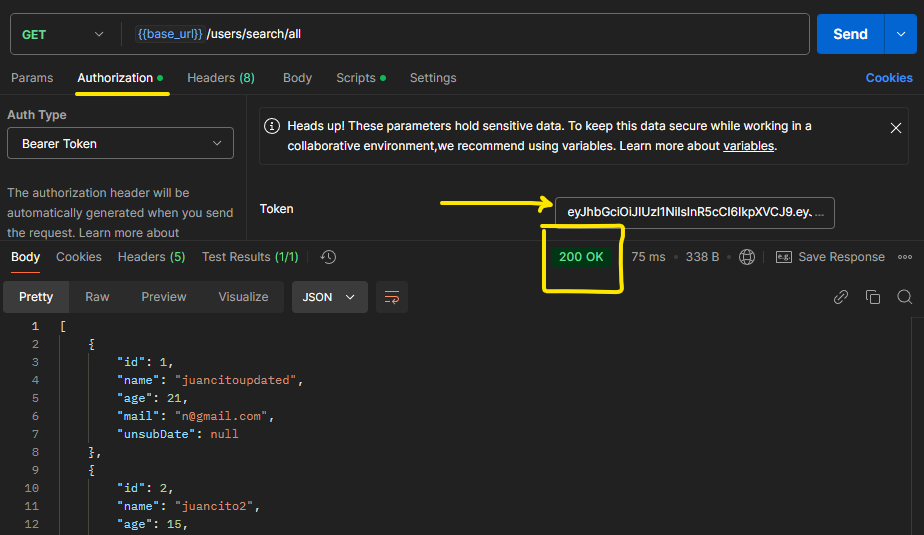 GET {{base_url}} /users/search/all Send
Params Authorization Headers (8) Body Scripts Settings Cookies
Auth Type
Bearer Token
The authorization header will
be automatically generated when you send
the request. Learn more about
Heads up! These parameters hold sensitive data. To keep this data secure while working in a
collaborative environment,we recommend using variables. Learn more about variables.
Token eyJhbGciOiJIUzI1NiIsInR5cCI6IkpXVCJ9.ey. ...
Body Cookies Headers (5) Test Results (1/1) 200 OK 75 ms 338 B e.g. Save Response
Pretty Raw Preview Visualize JSON
1 [
2 {
3 "id": 1,
4 "name": "juancitoupdated",
5 "age": 21,
6 "mail": "n@gmail.com",
7 "unsubDate": null
8 },
9 {
10 "id": 2,
11 "name": "juancito2",
12 "age": 15,